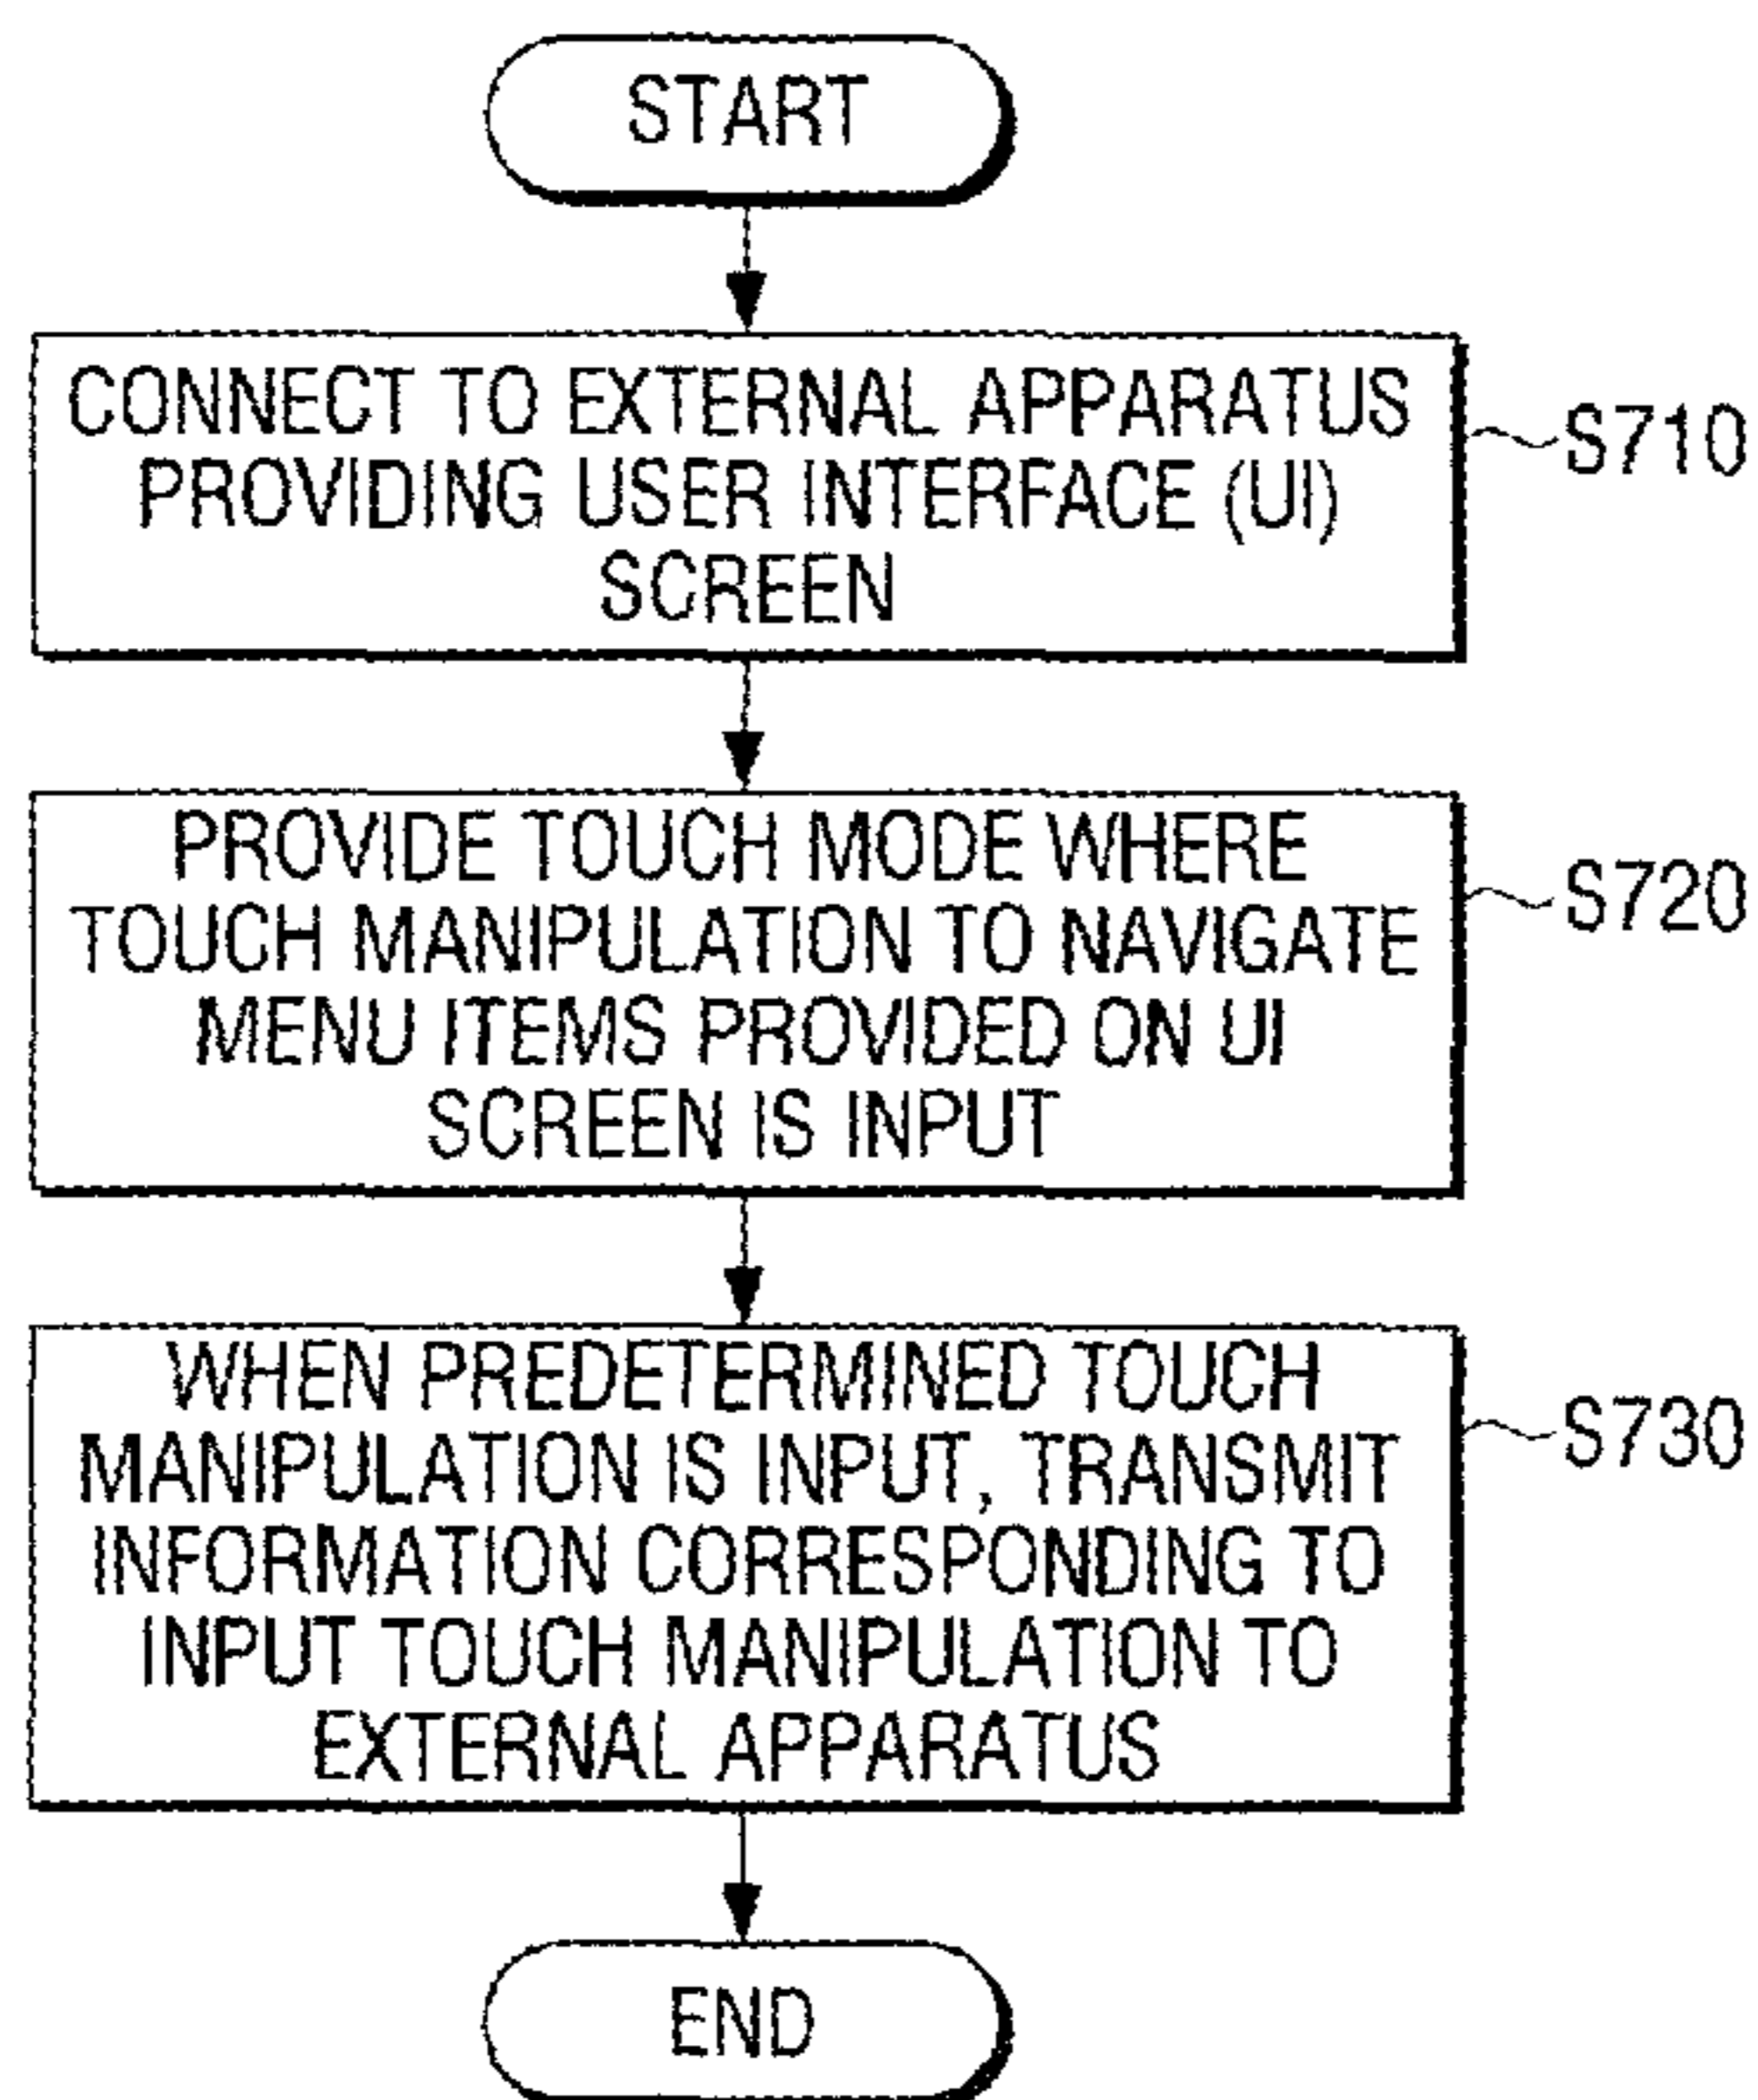 START
CONNECT TO EXTERNAL APPARATUS
PROVIDING USER INTERFACE (UI)
SCREEN
S710
PROVIDE TOUCH MODE WHERE
TOUCH MANIPULATION TO NAVIGATE
MENU ITEMS PROVIDED ON UI
SCREEN IS INPUT
S720
WHEN PREDETERMINED TOUCH
MANIPULATION IS INPUT, TRANSMIT
INFORMATION CORRESPONDING TO
INPUT TOUCH MANIPULATION TO
EXTERNAL APPARATUS
S730
END